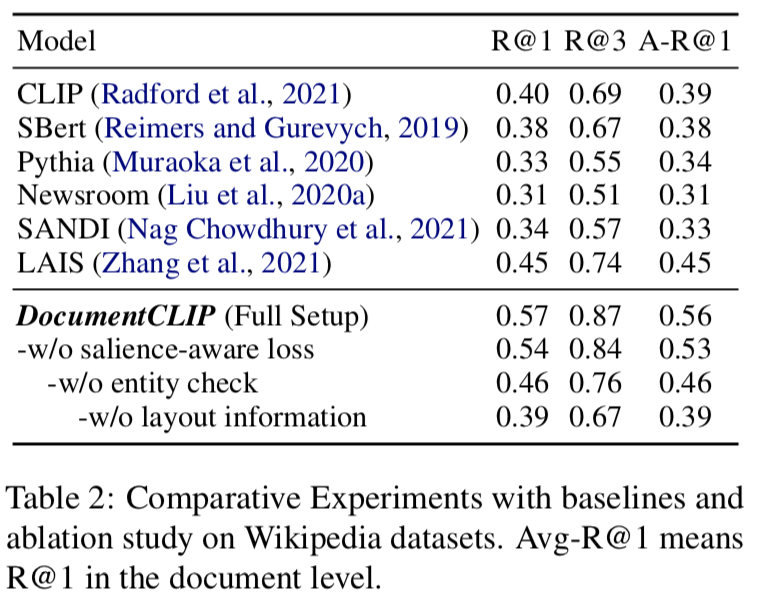 Model R@1 R@3 A-R@1
CLIP (Radford et al., 2021) 0.40 0.69 0.39
SBert (Reimers and Gurevych, 2019) 0.38 0.67 0.38
Pythia (Muraoka et al., 2020) 0.33 0.55 0.34
Newsroom (Liu et al., 2020a) 0.31 0.51 0.31
SANDI (Nag Chowdhury et al., 2021) 0.34 0.57 0.33
LAIS (Zhang et al., 2021) 0.45 0.74 0.45
DocumentCLIP (Full Setup) 0.57 0.87 0.56
-w/o salience-aware loss 0.54 0.84 0.53
-w/o entity check 0.46 0.76 0.46
-w/o layout information 0.39 0.67 0.39
Table 2: Comparative Experiments with baselines and
ablation study on Wikipedia datasets. Avg-R@1 means
R@1 in the document level.